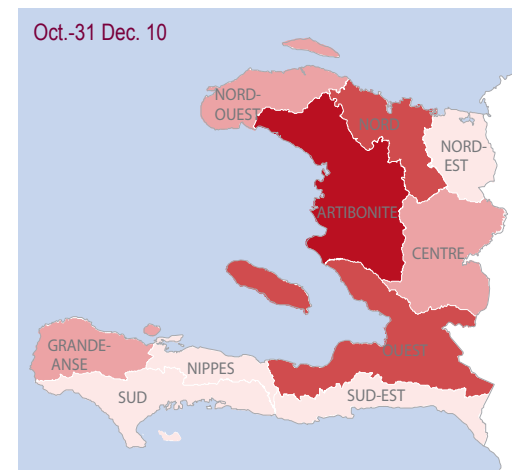 Oct.-31 Dec. 10
NORD-
OUEST
NORD
NORD-
EST
ARTIBONITE
CENTRE
GRANDE-
ANSE
NIPPES
OUEST
SUD
SUD-EST